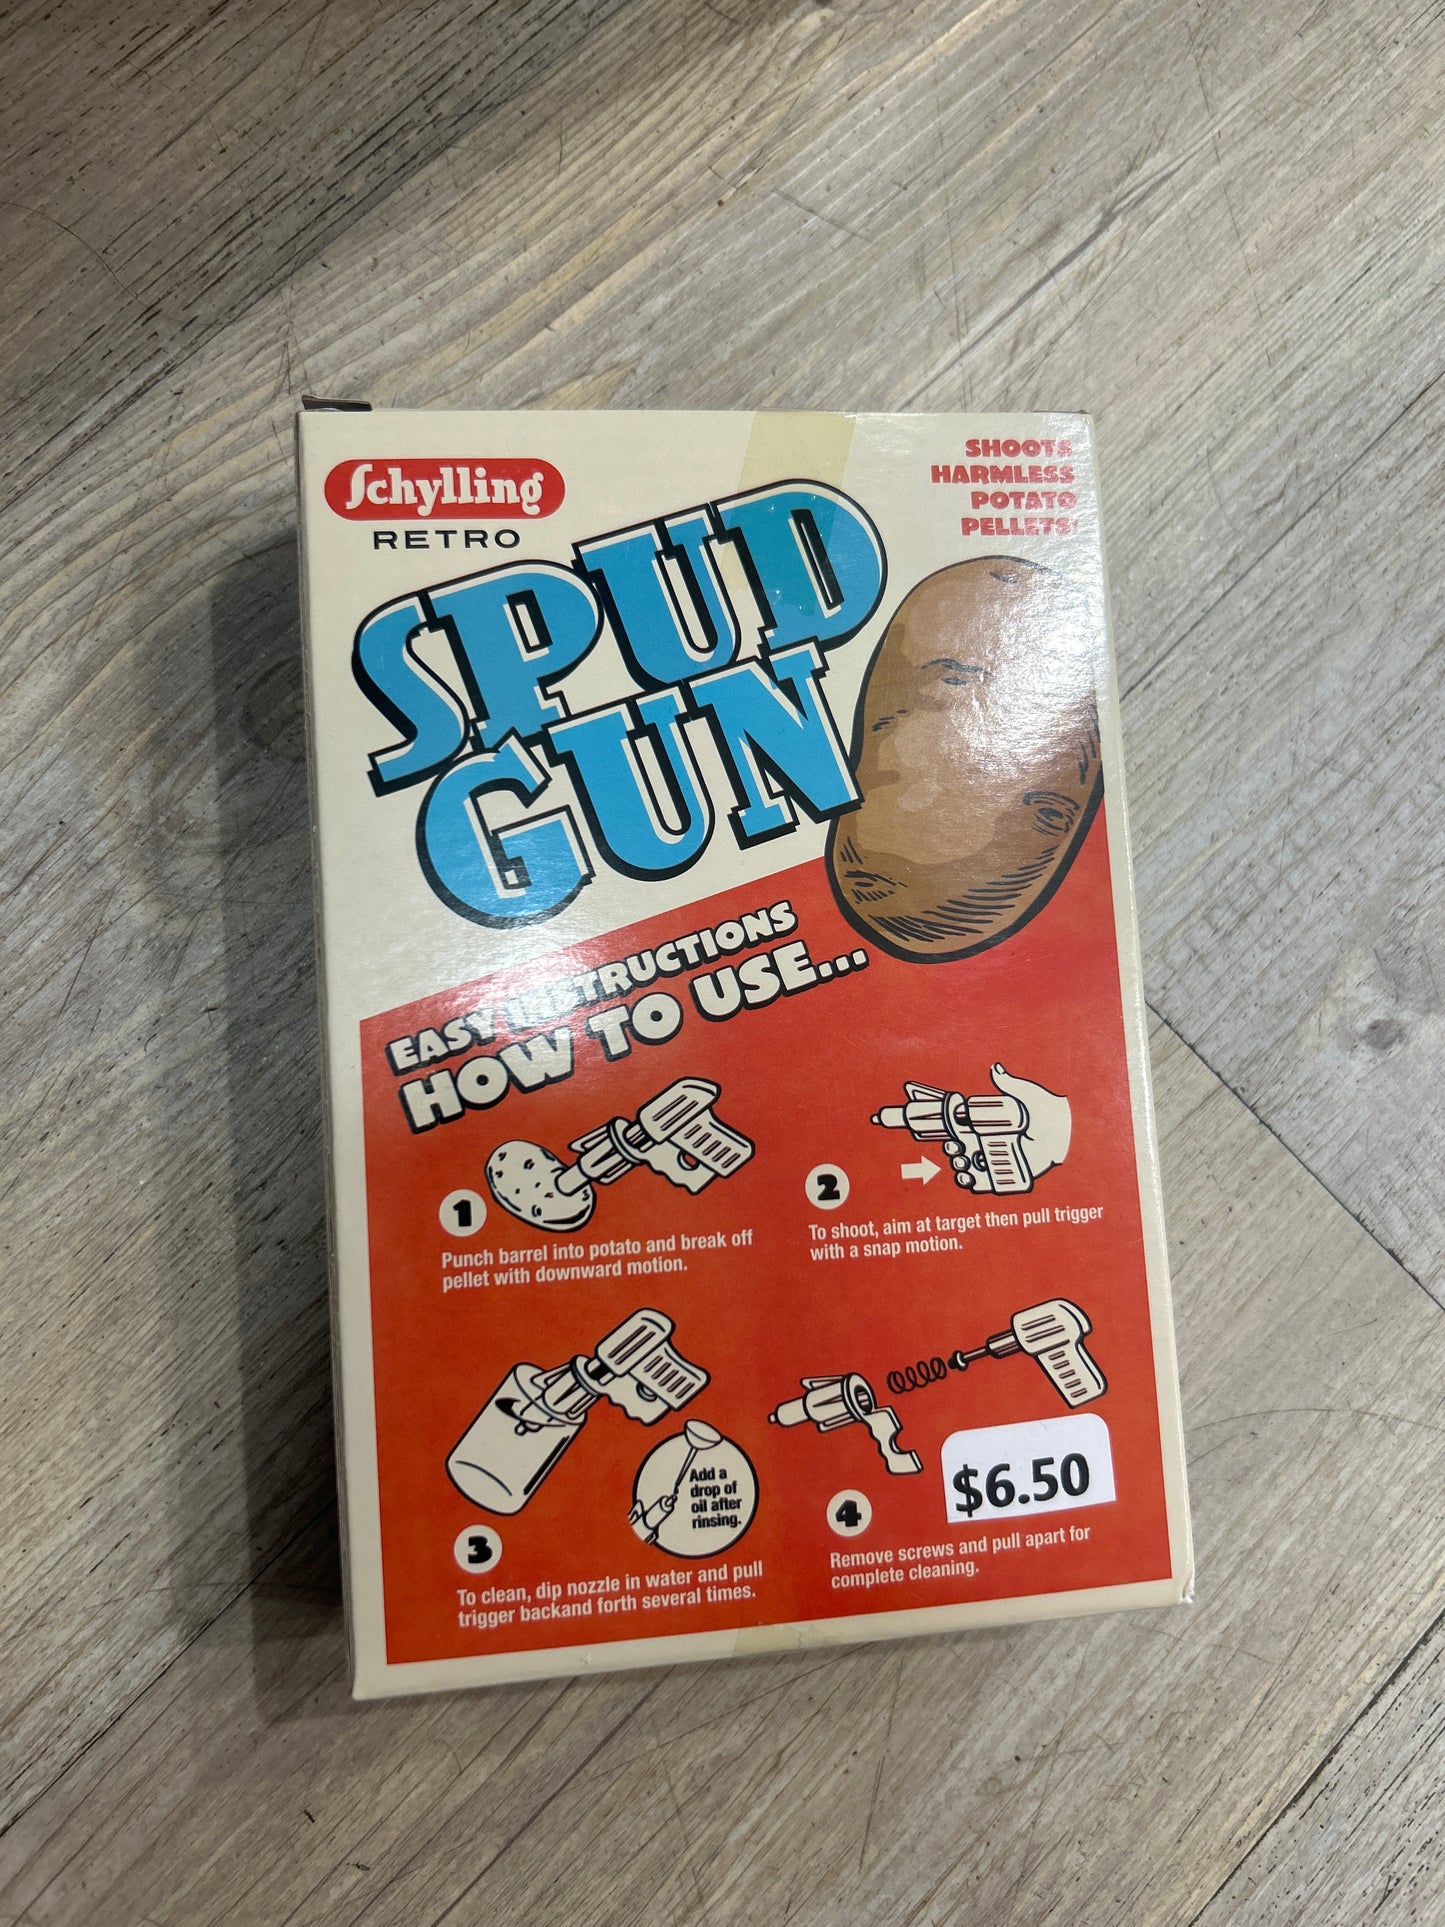 Schylling
RETRO
SHOOTS
HARMLESS
POTATO
PELLETS!
SPUD
GUN
EASY INSTRUCTIONS
HOW TO USE...
1
Punch barrel into potato and break off
pellet with downward motion.
2
To shoot, aim at target then pull trigger
with a snap motion.
3
To clean, dip nozzle in water and pull
trigger backand forth several times.
Add a
drop of
oil after
rinsing.
4
Remove screws and pull apart for
complete cleaning.
$6.50